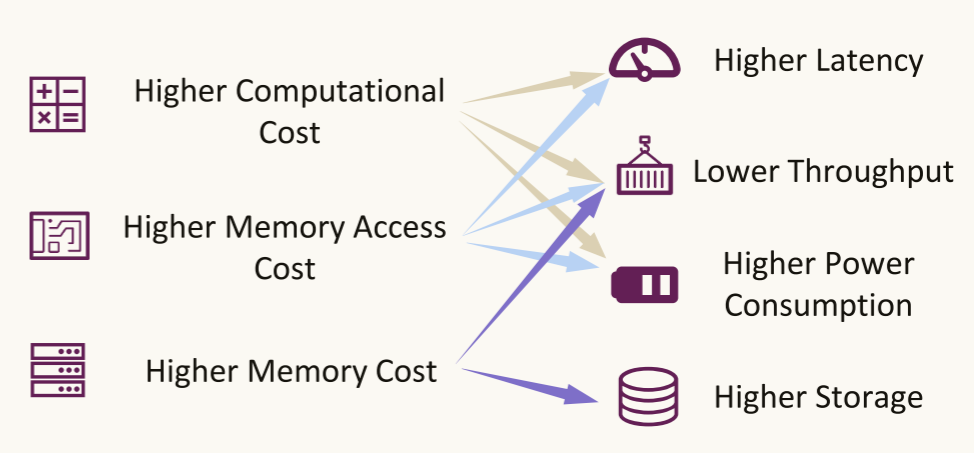 Higher Computational
Cost
Higher Memory Access
Cost
Higher Memory Cost
Higher Latency
Lower Throughput
Higher Power
Consumption
Higher Storage